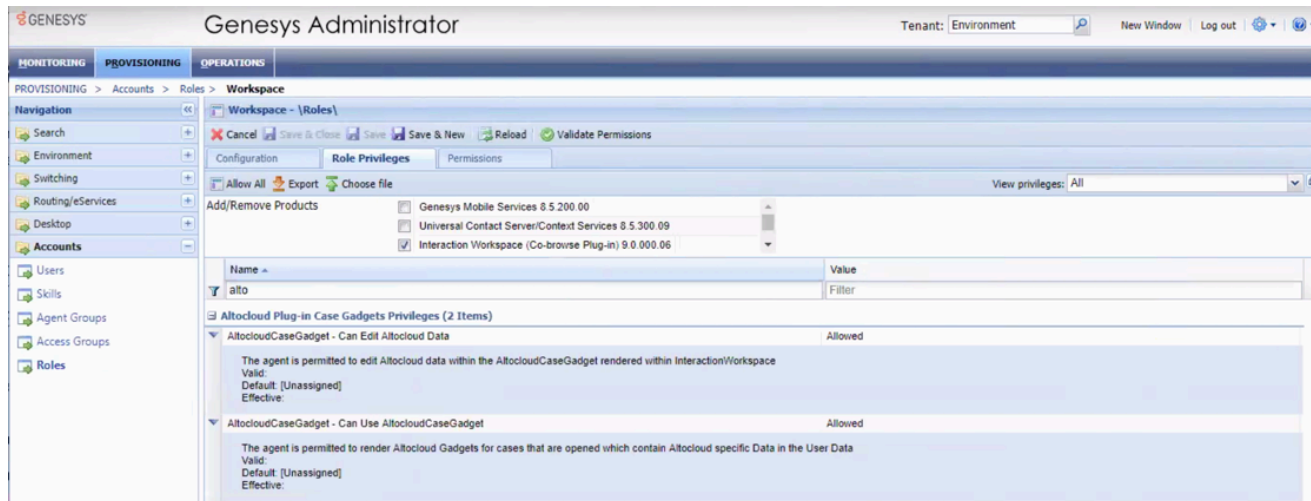 GENESYS
Genesys Administrator
Tenant: Environment
New Window Log out
MONITORING PROVISIONING OPERATIONS
PROVISIONING > Accounts > Roles > Workspace
Navigation
Workspace - \Roles\
Search
Cancel Save & Close Save Save & New Reload Validate Permissions
Environment
Configuration Role Privileges Permissions
Switching
Allow All Export Choose file View privileges: All
Routing/eServices
Add/Remove Products Genesys Mobile Services 8.5.200.00
Desktop
Universal Contact Server/Context Services 8.5.300.09
Accounts
Interaction Workspace (Co-browse Plug-in) 9.0.000.06
Users
Name Value
Skills
alto Filter
Agent Groups
Altocloud Plug-in Case Gadgets Privileges (2 Items)
Access Groups
AltocloudCaseGadget - Can Edit Altocloud Data Allowed
Roles
The agent is permitted to edit Altocloud data within the AltocloudCaseGadget rendered within InteractionWorkspace
Valid:
Default: [Unassigned]
Effective:
AltocloudCaseGadget - Can Use AltocloudCaseGadget Allowed
The agent is permitted to render Altocloud Gadgets for cases that are opened which contain Altocloud specific Data in the User Data
Valid:
Default: [Unassigned]
Effective: